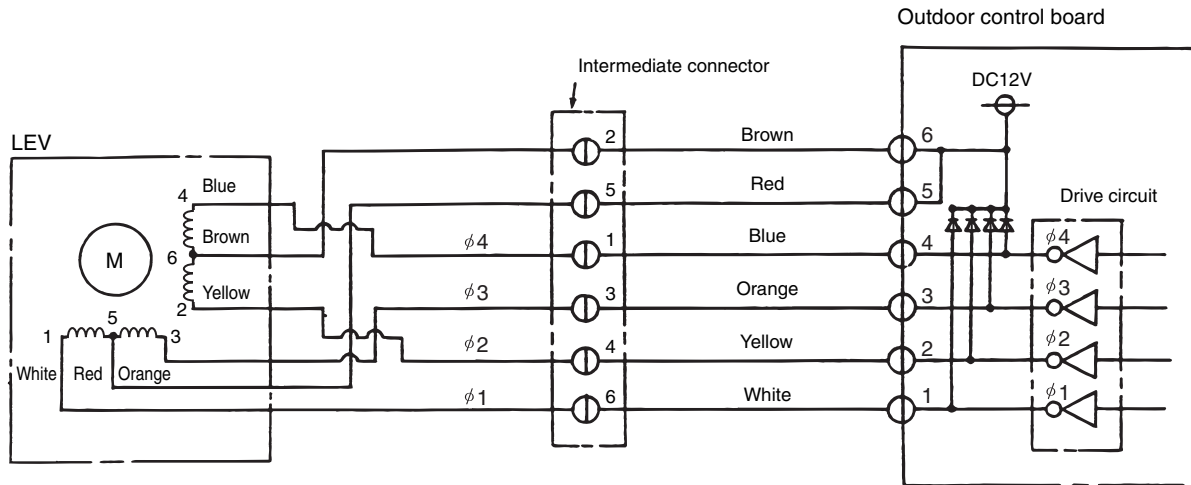 Outdoor control board
Intermediate connector
DC12V
LEV
2 Brown 6
Blue
4
5 Red 5
Drive circuit
Brown
6
φ4 1 Blue 4 φ4
M
Yellow
2
φ3 3 Orange 3 φ3
1 5 3
φ2 4 Yellow 2 φ2
White Red Orange
φ1 6 White 1 φ1